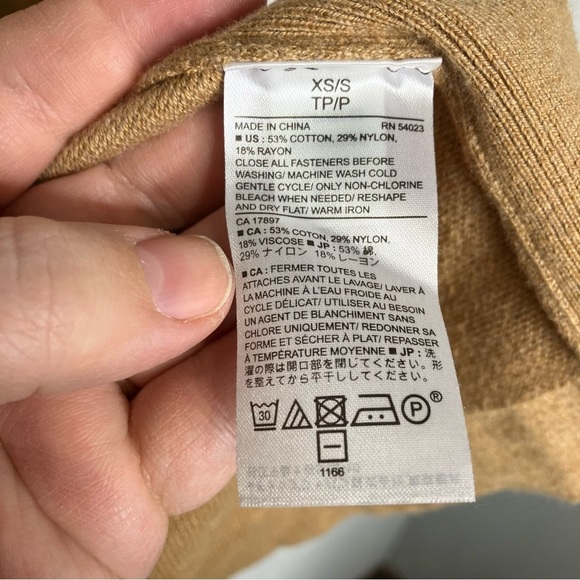 XS/S
TP/P
MADE IN CHINA RN 54023
■ US : 53% COTTON, 29% NYLON,
18% RAYON
CLOSE ALL FASTENERS BEFORE
WASHING/ MACHINE WASH COLD
GENTLE CYCLE/ ONLY NON-CHLORINE
BLEACH WHEN NEEDED/ RESHAPE
AND DRY FLAT/ WARM IRON
CA 17897
■ CA : 53% COTTON, 29% NYLON,
18% VISCOSE ■ JP : 53% 綿,
29% ナイロン 18% レーヨン
■ CA : FERMER TOUTES LES
ATTACHES AVANT LE LAVAGE/ LAVER À
LA MACHINE À L'EAU FROIDE AU
CYCLE DÉLICAT/ UTILISER AU BESOIN
UN AGENT DE BLANCHIMENT SANS
CHLORE UNIQUEMENT/ REDONNER SA
FORME ET SÉCHER À PLAT/ REPASSER
À TEMPÉRATURE MOYENNE ■ JP : 洗
濯の際は開口部を閉じてください。形
を整えてから平干ししてください。
30 P ®
1166